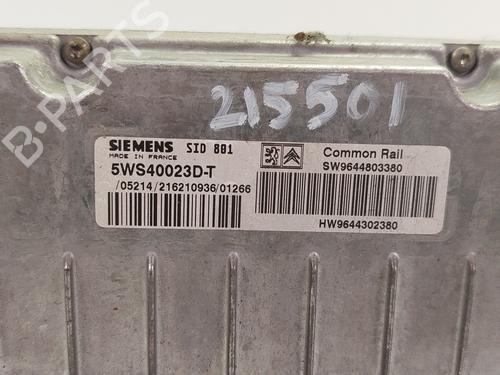 B-PARTS
215501
SIEMENS SID 801
MADE IN FRANCE
5WS40023D-T
/05214/216210936/01266
Common Rail
SW9644803380
HW9644302380